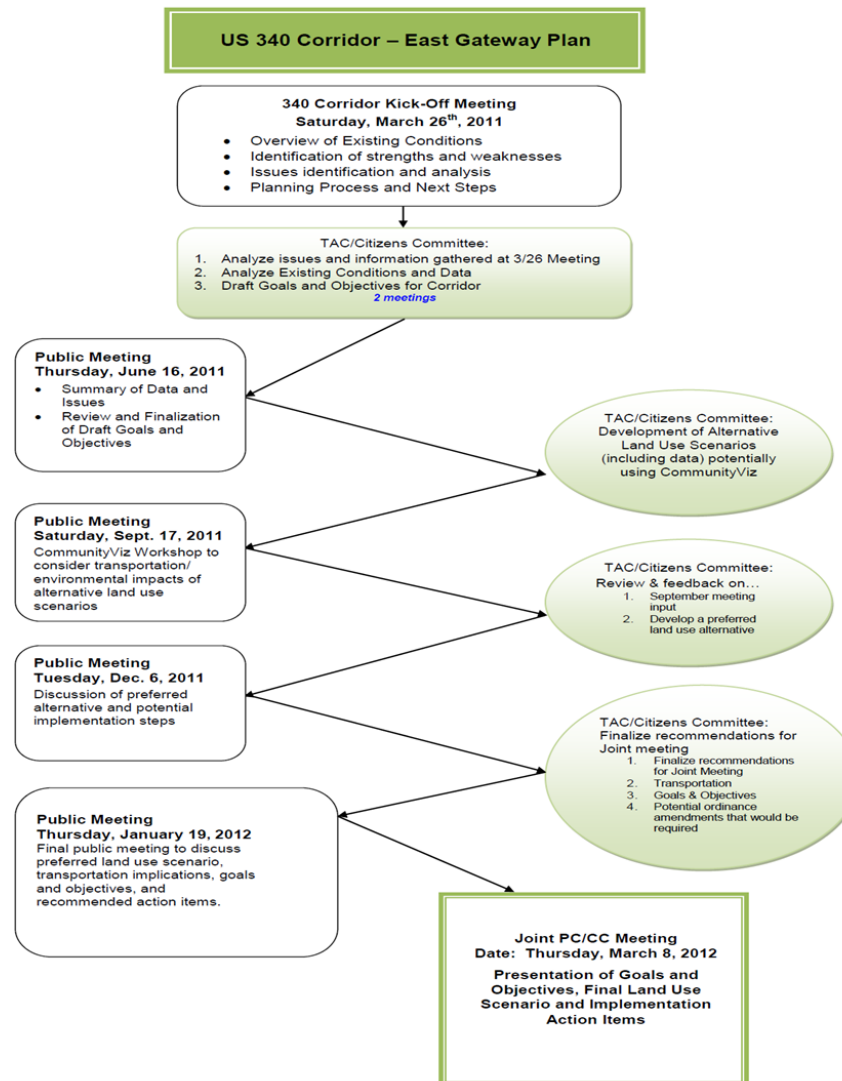 US 340 Corridor – East Gateway Plan
340 Corridor Kick-Off Meeting
Saturday, March 26th, 2011
• Overview of Existing Conditions
• Identification of strengths and weaknesses
• Issues identification and analysis
• Planning Process and Next Steps
TAC/Citizens Committee:
1. Analyze issues and information gathered at 3/26 Meeting
2. Analyze Existing Conditions and Data
3. Draft Goals and Objectives for Corridor
2 meetings
Public Meeting
Thursday, June 16, 2011
• Summary of Data and
Issues
• Review and Finalization
of Draft Goals and
Objectives
TAC/Citizens Committee:
Development of Alternative
Land Use Scenarios
(including data) potentially
using CommunityViz
Public Meeting
Saturday, Sept. 17, 2011
CommunityViz Workshop to
consider transportation/
environmental impacts of
alternative land use
scenarios
TAC/Citizens Committee:
Review & feedback on…
1. September meeting
input
2. Develop a preferred
land use alternative
Public Meeting
Tuesday, Dec. 6, 2011
Discussion of preferred
alternative and potential
implementation steps
TAC/Citizens Committee:
Finalize recommendations for
Joint meeting
1. Finalize recommendations
for Joint Meeting
2. Transportation
3. Goals & Objectives
4. Potential ordinance
amendments that would be
required
Public Meeting
Thursday, January 19, 2012
Final public meeting to discuss
preferred land use scenario,
transportation implications, goals
and objectives, and
recommended action items.
Joint PC/CC Meeting
Date: Thursday, March 8, 2012
Presentation of Goals and
Objectives, Final Land Use
Scenario and Implementation
Action Items